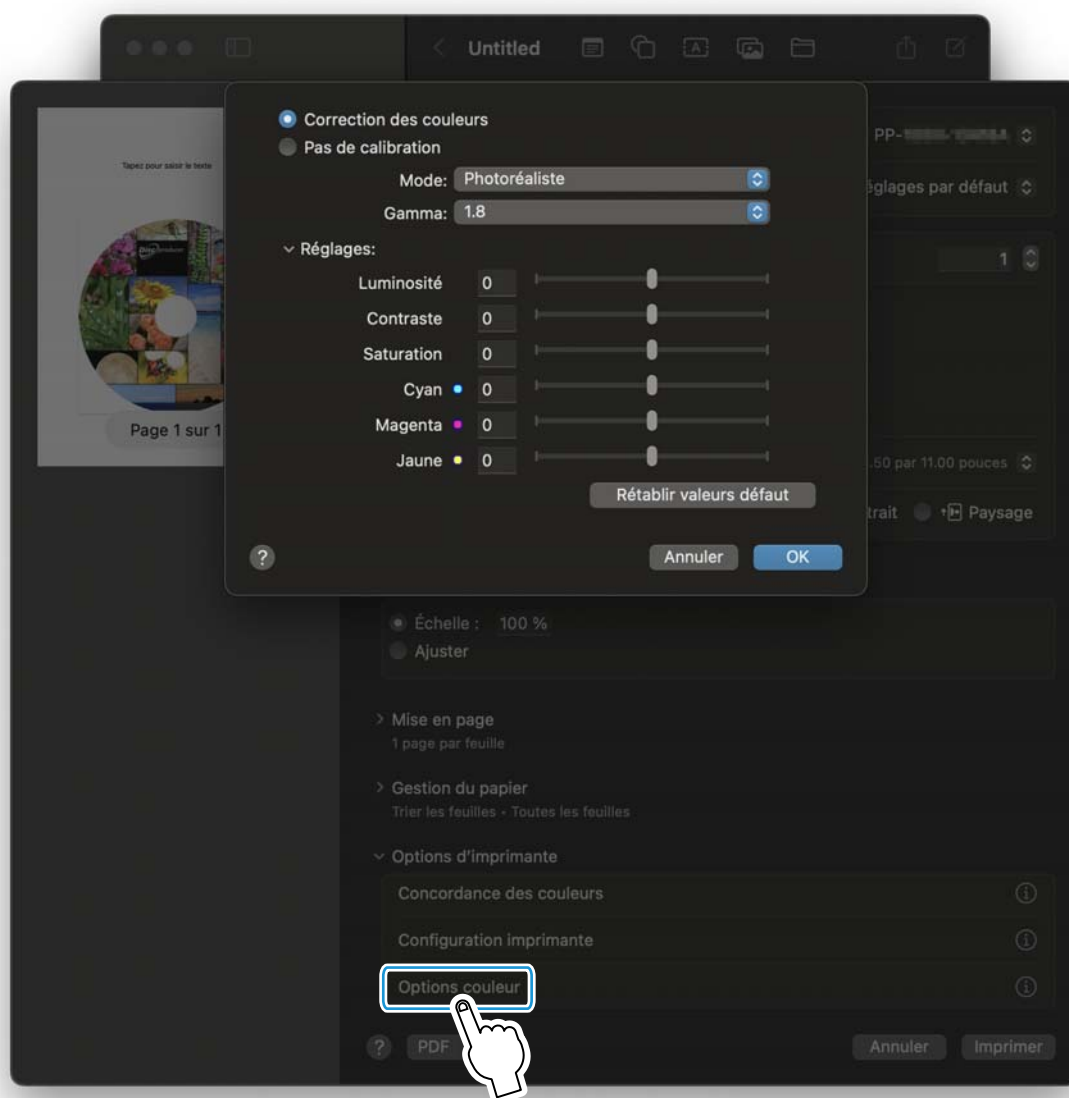 Untitled
Correction des couleurs
Pas de calibration
Mode: Photoréaliste
Gamma: 1.8
Réglages:
Luminosité 0
Contraste 0
Saturation 0
Cyan 0
Magenta 0
Jaune 0
Rétablir valeurs défaut
? Annuler OK
Tapez pour saisir le texte
Page 1 sur 1
PP-
églages par défaut
1
.50 par 11.00 pouces
trait Paysage
Échelle : 100 %
Ajuster
Mise en page
1 page par feuille
Gestion du papier
Trier les feuilles • Toutes les feuilles
Options d’imprimante
Concordance des couleurs
Configuration imprimante
Options couleur
? PDF Annuler Imprimer